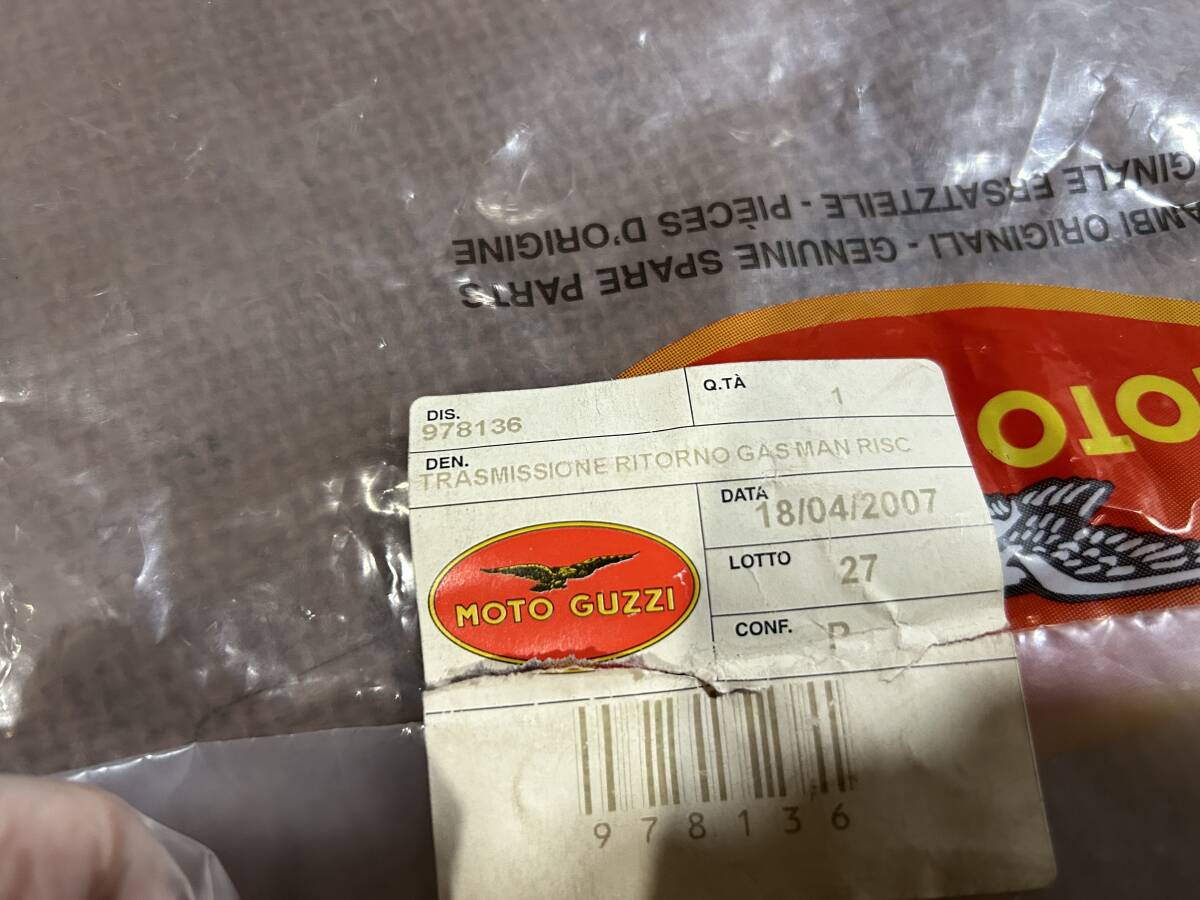 AMBI ORIGINALI - GENUINE SPARE PARTS
GINALE ERSATZTEILE - PIÈCES D'ORIGINE
MOTO
DIS.
978136
Q.TÀ
1
DEN.
TRASMISSIONE RITORNO GAS MAN RISC
DATA
18/04/2007
LOTTO
27
CONF.
MOTO GUZZI
978136